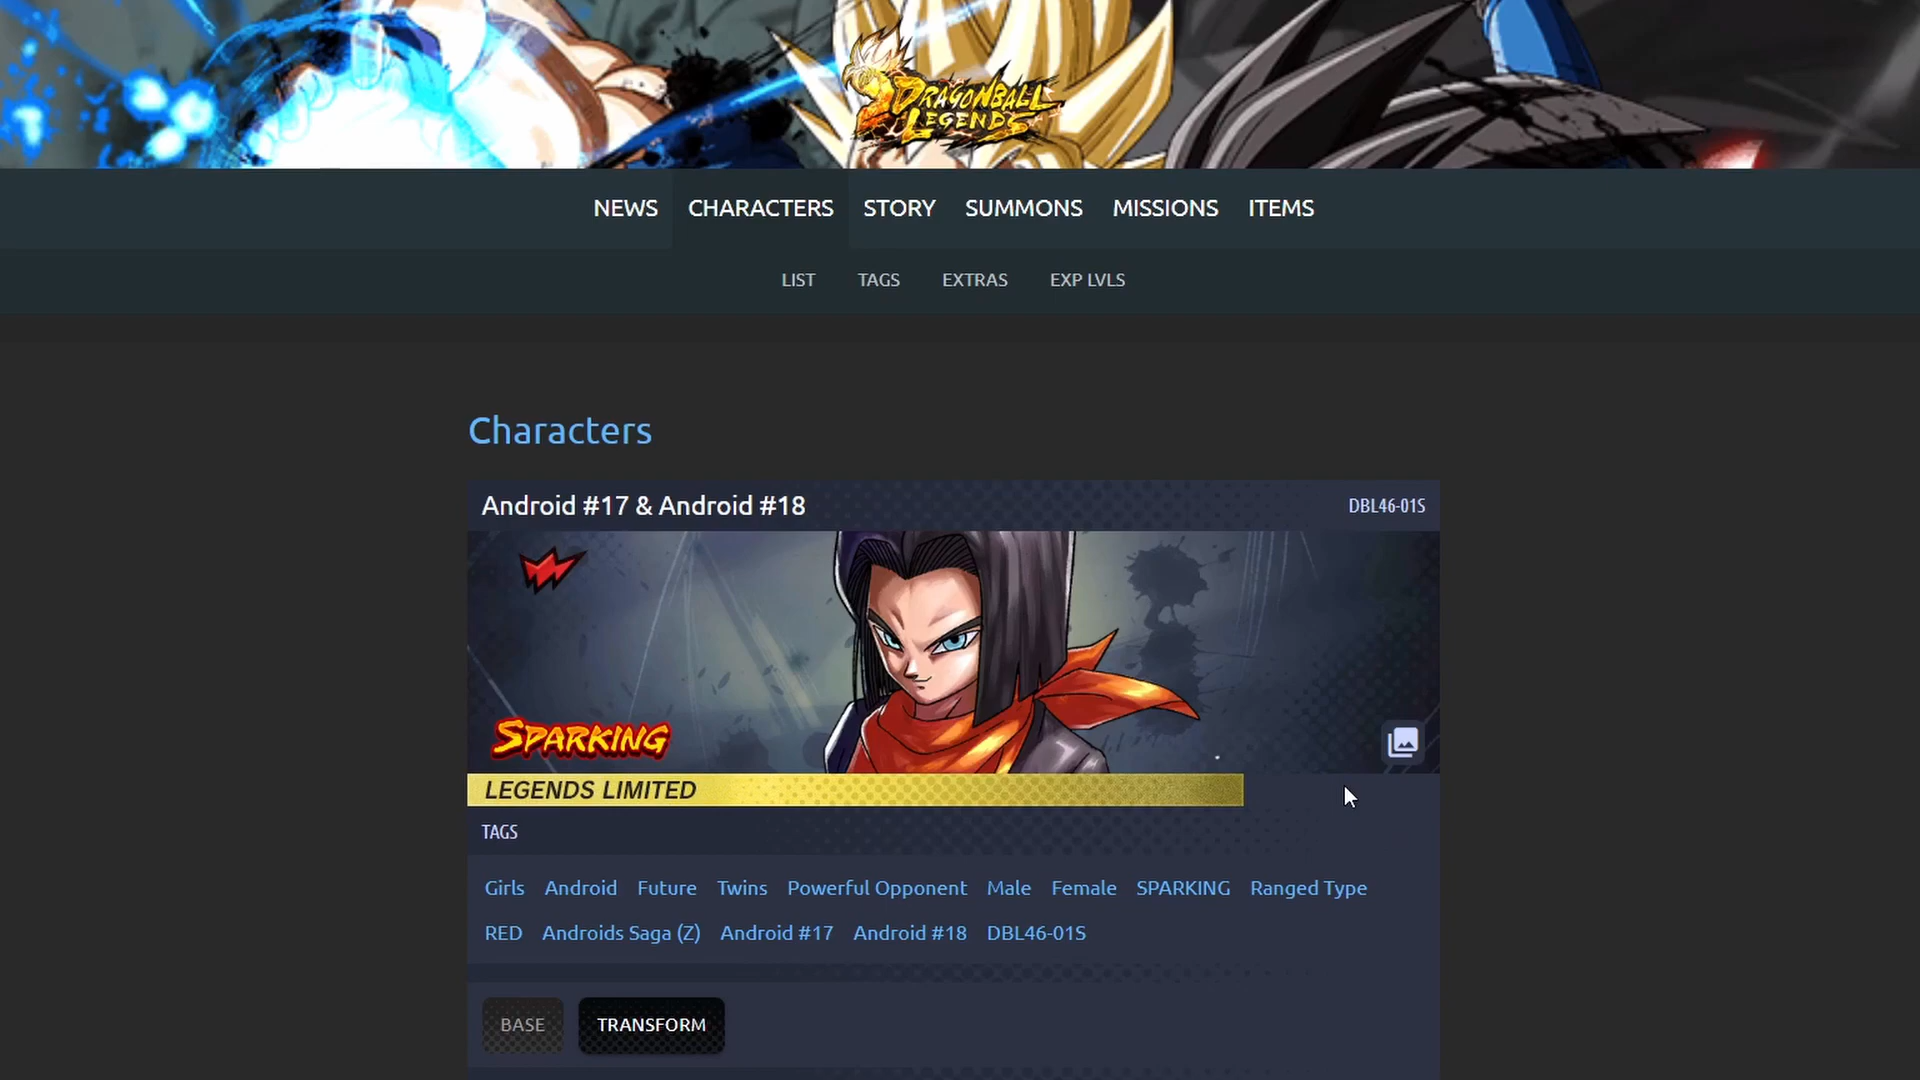 DRAGONBALL
LEGENDS
NEWS CHARACTERS STORY SUMMONS MISSIONS ITEMS
LIST TAGS EXTRAS EXP LVLS
Characters
Android #17 & Android #18 DBL46-01S
SPARKING
LEGENDS LIMITED
TAGS
Girls Android Future Twins Powerful Opponent Male Female SPARKING Ranged Type
RED Androids Saga (Z) Android #17 Android #18 DBL46-01S
BASE TRANSFORM